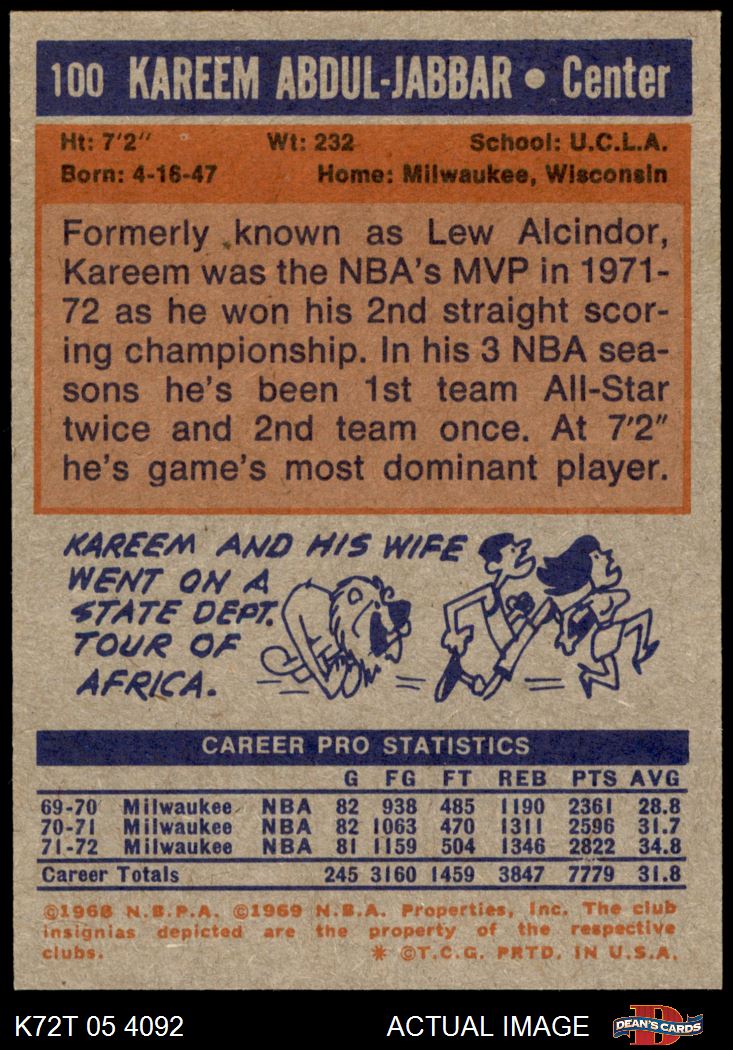 100 KAREEM ABDUL-JABBAR • Center
Ht: 7'2" Wt: 232 School: U.C.L.A.
Born: 4-16-47 Home: Milwaukee, Wisconsin
Formerly known as Lew Alcindor,
Kareem was the NBA's MVP in 1971-
72 as he won his 2nd straight scor-
ing championship. In his 3 NBA sea-
sons he's been 1st team All-Star
twice and 2nd team once. At 7'2"
he's game's most dominant player.
KAREEM AND HIS WIFE
WENT ON A
STATE DEPT.
TOUR OF
AFRICA.
CAREER PRO STATISTICS
G FG FT REB PTS AVG
69-70 Milwaukee NBA 82 938 485 1190 2361 28.8
70-71 Milwaukee NBA 82 1063 470 1311 2596 31.7
71-72 Milwaukee NBA 81 1159 504 1346 2822 34.8
Career Totals 245 3160 1459 3847 7779 31.8
©1968 N.B.P.A. ©1969 N.B.A. Properties, Inc. The club
insignias depicted are the property of the respective
clubs. * ©T.C.G. PRTD. IN U.S.A.
K72T 05 4092 ACTUAL IMAGE D DEAN'S CARDS